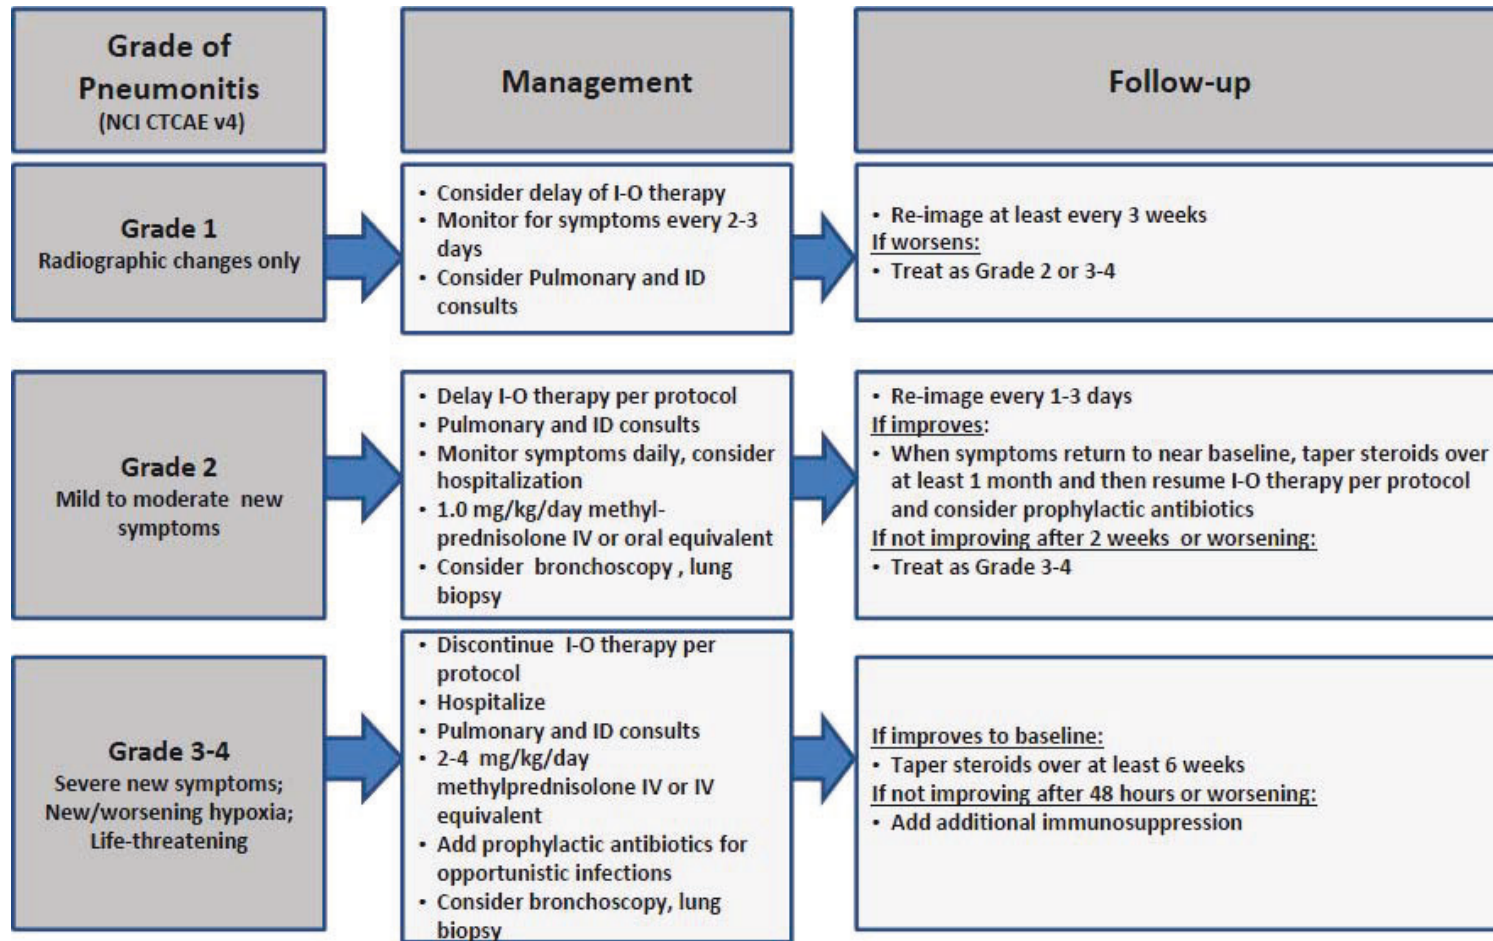 Grade of
Pneumonitis
(NCI CTCAE v4)
Management
Follow-up
Grade 1
Radiographic changes only
• Consider delay of I-O therapy
• Monitor for symptoms every 2-3
days
• Consider Pulmonary and ID
consults
• Re-image at least every 3 weeks
If worsens:
• Treat as Grade 2 or 3-4
Grade 2
Mild to moderate new
symptoms
• Delay I-O therapy per protocol
• Pulmonary and ID consults
• Monitor symptoms daily, consider
hospitalization
• 1.0 mg/kg/day methyl-
prednisolone IV or oral equivalent
• Consider bronchoscopy , lung
biopsy
• Re-image every 1-3 days
If improves:
• When symptoms return to near baseline, taper steroids over
at least 1 month and then resume I-O therapy per protocol
and consider prophylactic antibiotics
If not improving after 2 weeks or worsening:
• Treat as Grade 3-4
Grade 3-4
Severe new symptoms;
New/worsening hypoxia;
Life-threatening
• Discontinue I-O therapy per
protocol
• Hospitalize
• Pulmonary and ID consults
• 2-4 mg/kg/day
methylprednisolone IV or IV
equivalent
• Add prophylactic antibiotics for
opportunistic infections
• Consider bronchoscopy, lung
biopsy
If improves to baseline:
• Taper steroids over at least 6 weeks
If not improving after 48 hours or worsening:
• Add additional immunosuppression